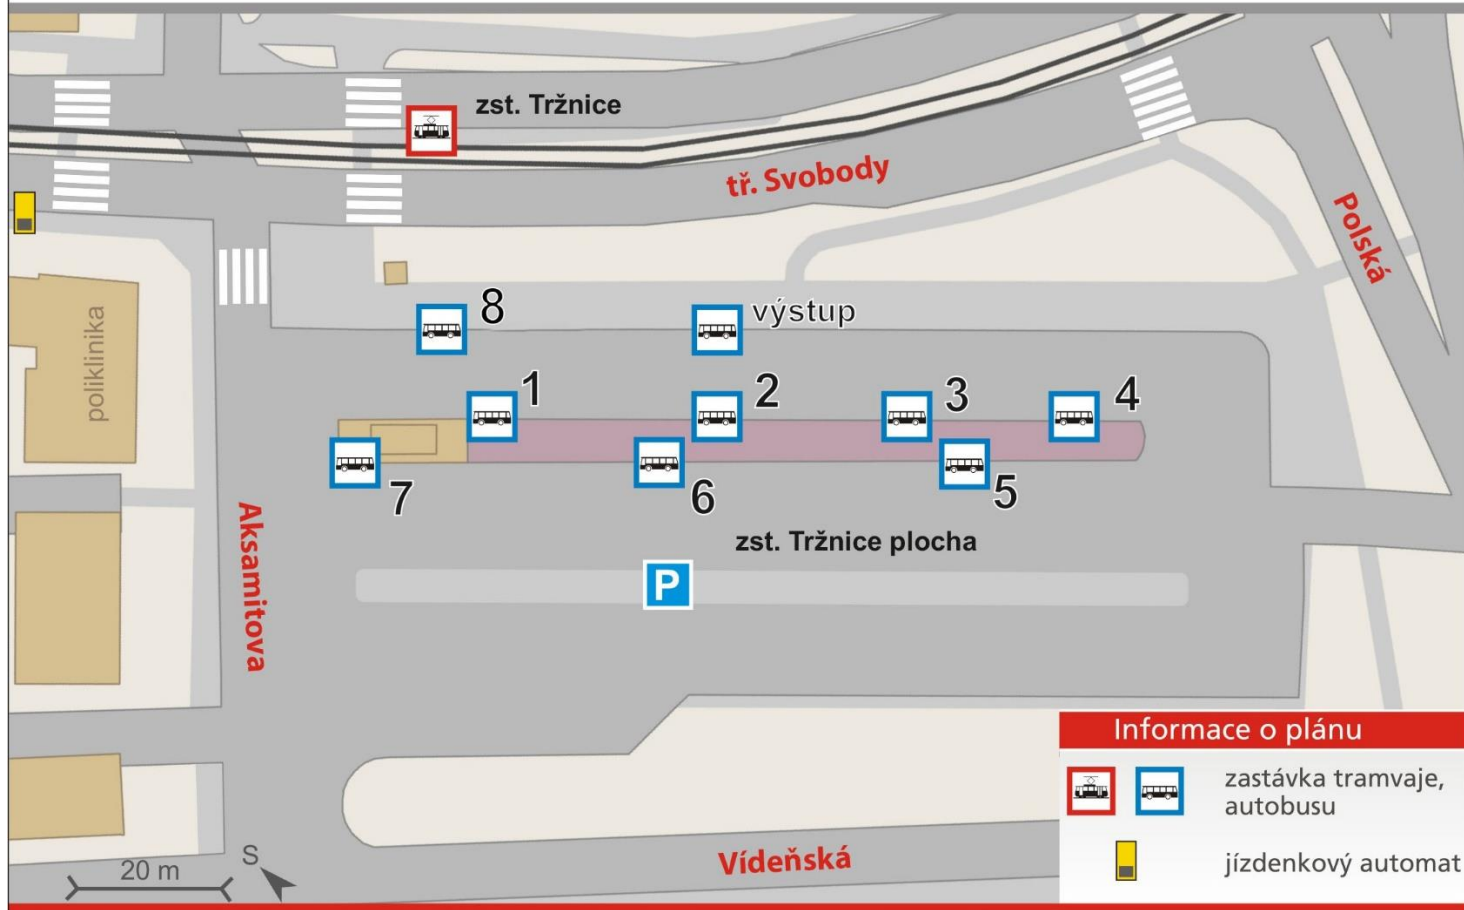 zst. Tržnice
tř. Svobody
Polská
poliklinika
8
výstup
1
2
3
4
7
6
5
Aksamitova
zst. Tržnice plocha
P
Informace o plánu
zastávka tramvaje,
autobusu
jízdenkový automat
Vídeňská
20 m
S